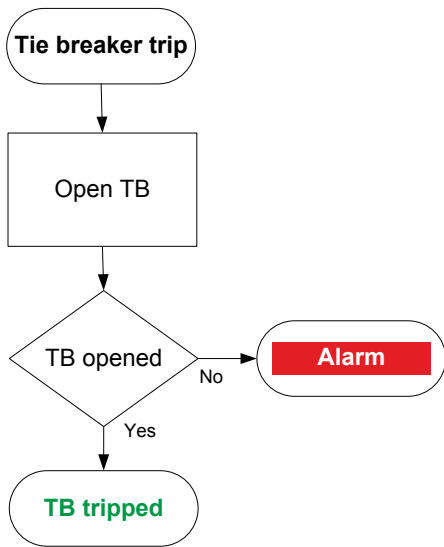 Tie breaker trip
Open TB
TB opened
No
Alarm
Yes
TB tripped